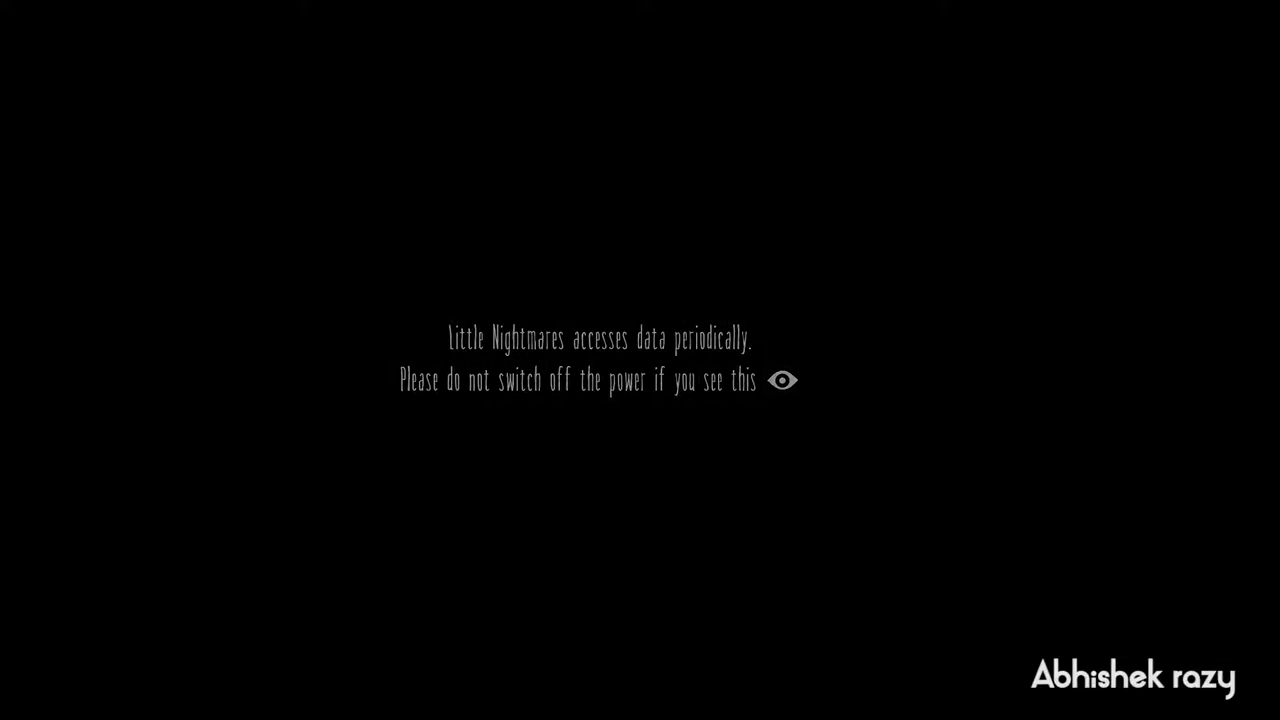 Little Nightmares accesses data periodically.
Please do not switch off the power if you see this
Abhishek razy